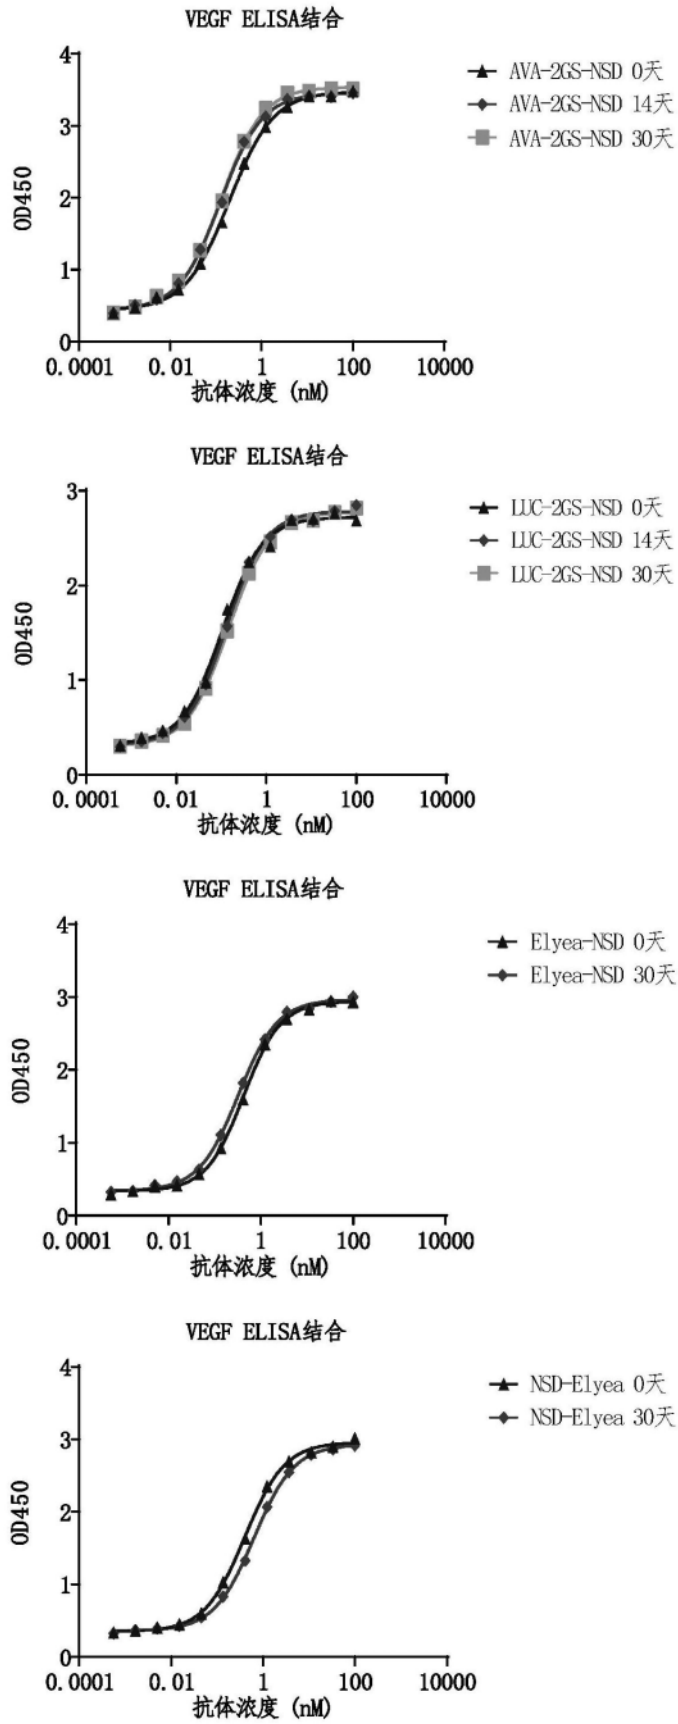 VEGF ELISA结合
4
3
2
1
0
OD450
0.0001 0.01 1 100 10000
抗体浓度 (nM)
AVA-2GS-NSD 0天
AVA-2GS-NSD 14天
AVA-2GS-NSD 30天
VEGF ELISA结合
3
2
1
0
OD450
0.0001 0.01 1 100 10000
抗体浓度 (nM)
LUC-2GS-NSD 0天
LUC-2GS-NSD 14天
LUC-2GS-NSD 30天
VEGF ELISA结合
4
3
2
1
0
OD450
0.0001 0.01 1 100 10000
抗体浓度 (nM)
Elyea-NSD 0天
Elyea-NSD 30天
VEGF ELISA结合
4
3
2
1
0
OD450
0.0001 0.01 1 100 10000
抗体浓度 (nM)
NSD-Elyea 0天
NSD-Elyea 30天